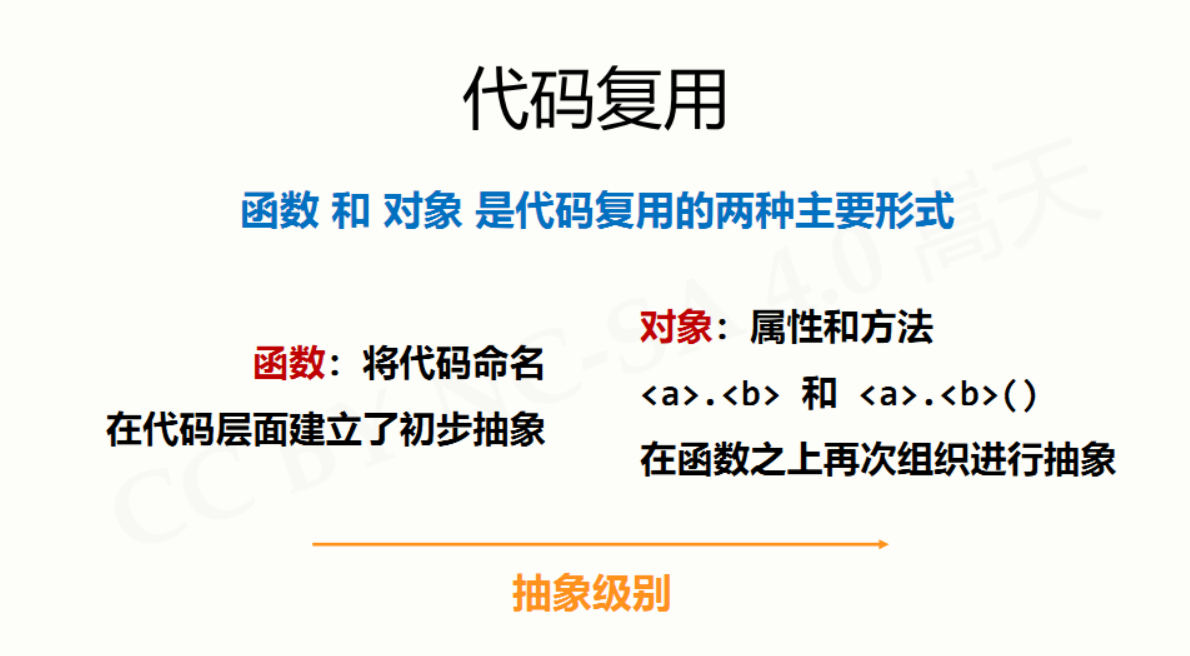 代码复用
函数 和 对象 是代码复用的两种主要形式
函数：将代码命名
在代码层面建立了初步抽象
对象：属性和方法
<a>.<b> 和 <a>.<b>()
在函数之上再次组织进行抽象
抽象级别
CC BY NC-SA 4.0 嵩天